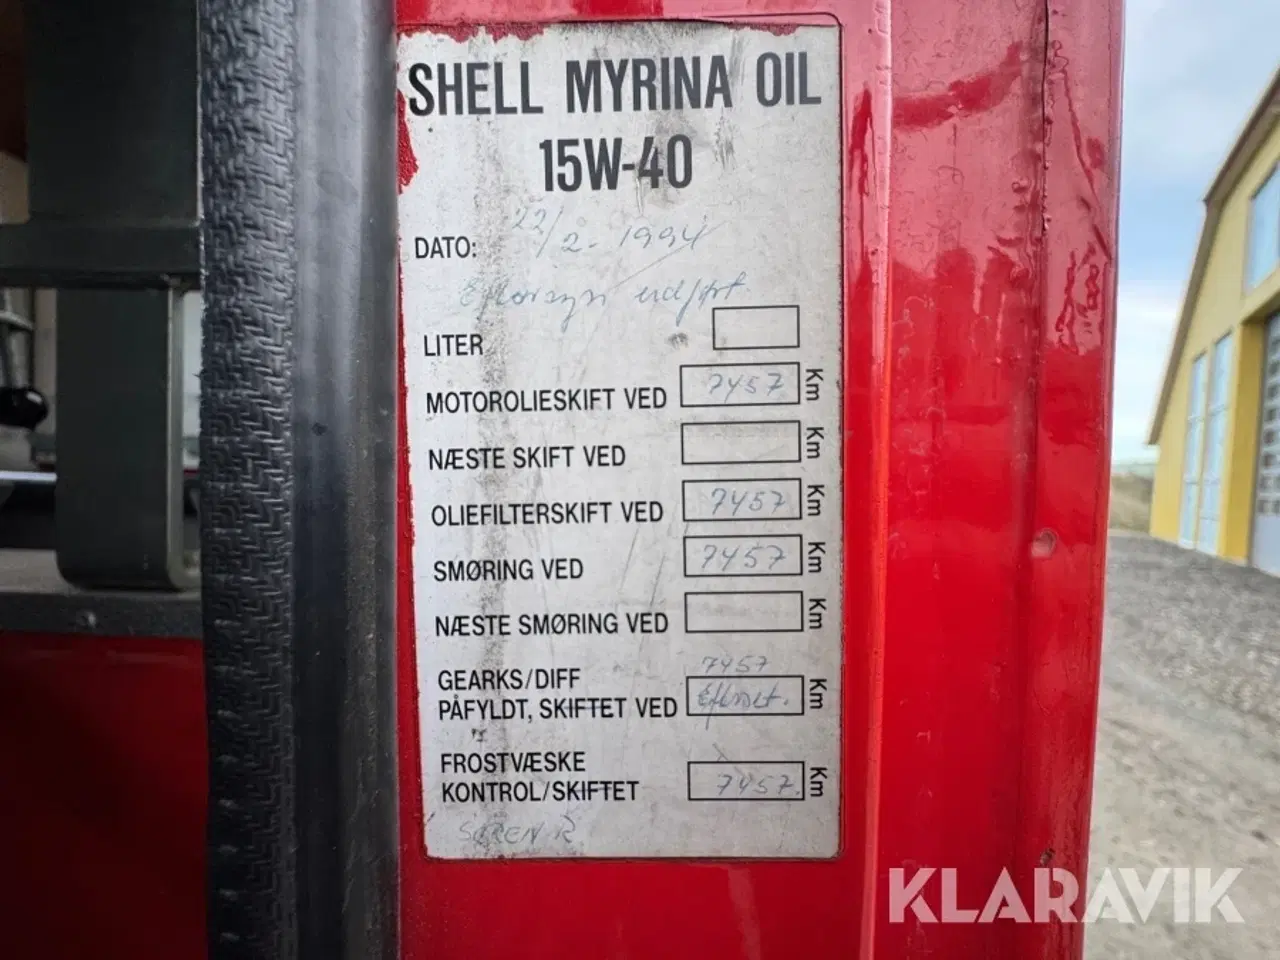 SHELL MYRINA OIL
15W-40
DATO: 22/2-1994
Eftersyn udført.
LITER
MOTOROLIESKIFT VED 7457 Km
NÆSTE SKIFT VED Km
OLIEFILTERSKIFT VED 7457 Km
SMØRING VED 7457 Km
NÆSTE SMØRING VED Km
GEARKS/DIFF 7457
PÅFYLDT, SKIFTET VED Efterset. Km
FROSTVÆSKE
KONTROL/SKIFTET 7457. Km
SØREN R
KLARAVIK